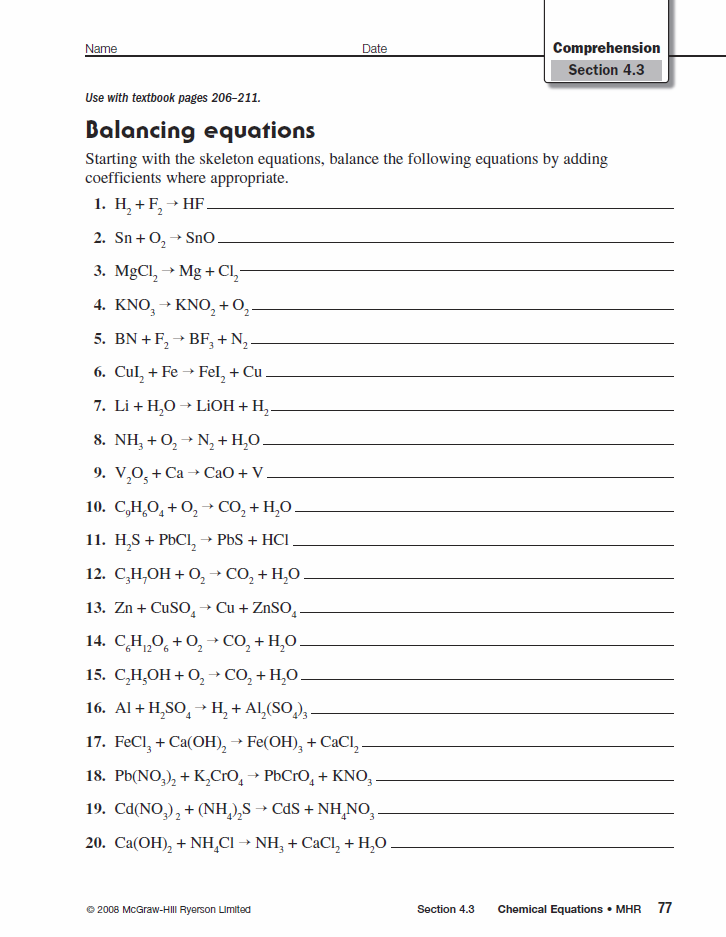 Name Date Comprehension
Section 4.3
Use with textbook pages 206–211.
Balancing equations
Starting with the skeleton equations, balance the following equations by adding
coefficients where appropriate.
1. H₂ + F₂ → HF
2. Sn + O₂ → SnO
3. MgCl₂ → Mg + Cl₂
4. KNO₃ → KNO₂ + O₂
5. BN + F₂ → BF₃ + N₂
6. CuI₂ + Fe → FeI₂ + Cu
7. Li + H₂O → LiOH + H₂
8. NH₃ + O₂ → N₂ + H₂O
9. V₂O₅ + Ca → CaO + V
10. C₉H₆O₄ + O₂ → CO₂ + H₂O
11. H₂S + PbCl₂ → PbS + HCl
12. C₃H₇OH + O₂ → CO₂ + H₂O
13. Zn + CuSO₄ → Cu + ZnSO₄
14. C₆H₁₂O₆ + O₂ → CO₂ + H₂O
15. C₂H₅OH + O₂ → CO₂ + H₂O
16. Al + H₂SO₄ → H₂ + Al₂(SO₄)₃
17. FeCl₃ + Ca(OH)₂ → Fe(OH)₃ + CaCl₂
18. Pb(NO₃)₂ + K₂CrO₄ → PbCrO₄ + KNO₃
19. Cd(NO₃)₂ + (NH₄)₂S → CdS + NH₄NO₃
20. Ca(OH)₂ + NH₄Cl → NH₃ + CaCl₂ + H₂O
© 2008 McGraw-Hill Ryerson Limited Section 4.3 Chemical Equations • MHR 77